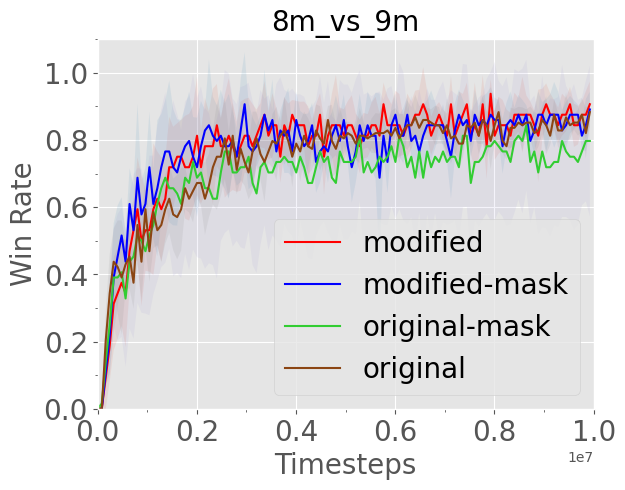 8m_vs_9m
Win Rate
1.0
0.8
0.6
0.4
0.2
0.0
modified
modified-mask
original-mask
original
0.0 0.2 0.4 0.6 0.8 1.0
1e7
Timesteps